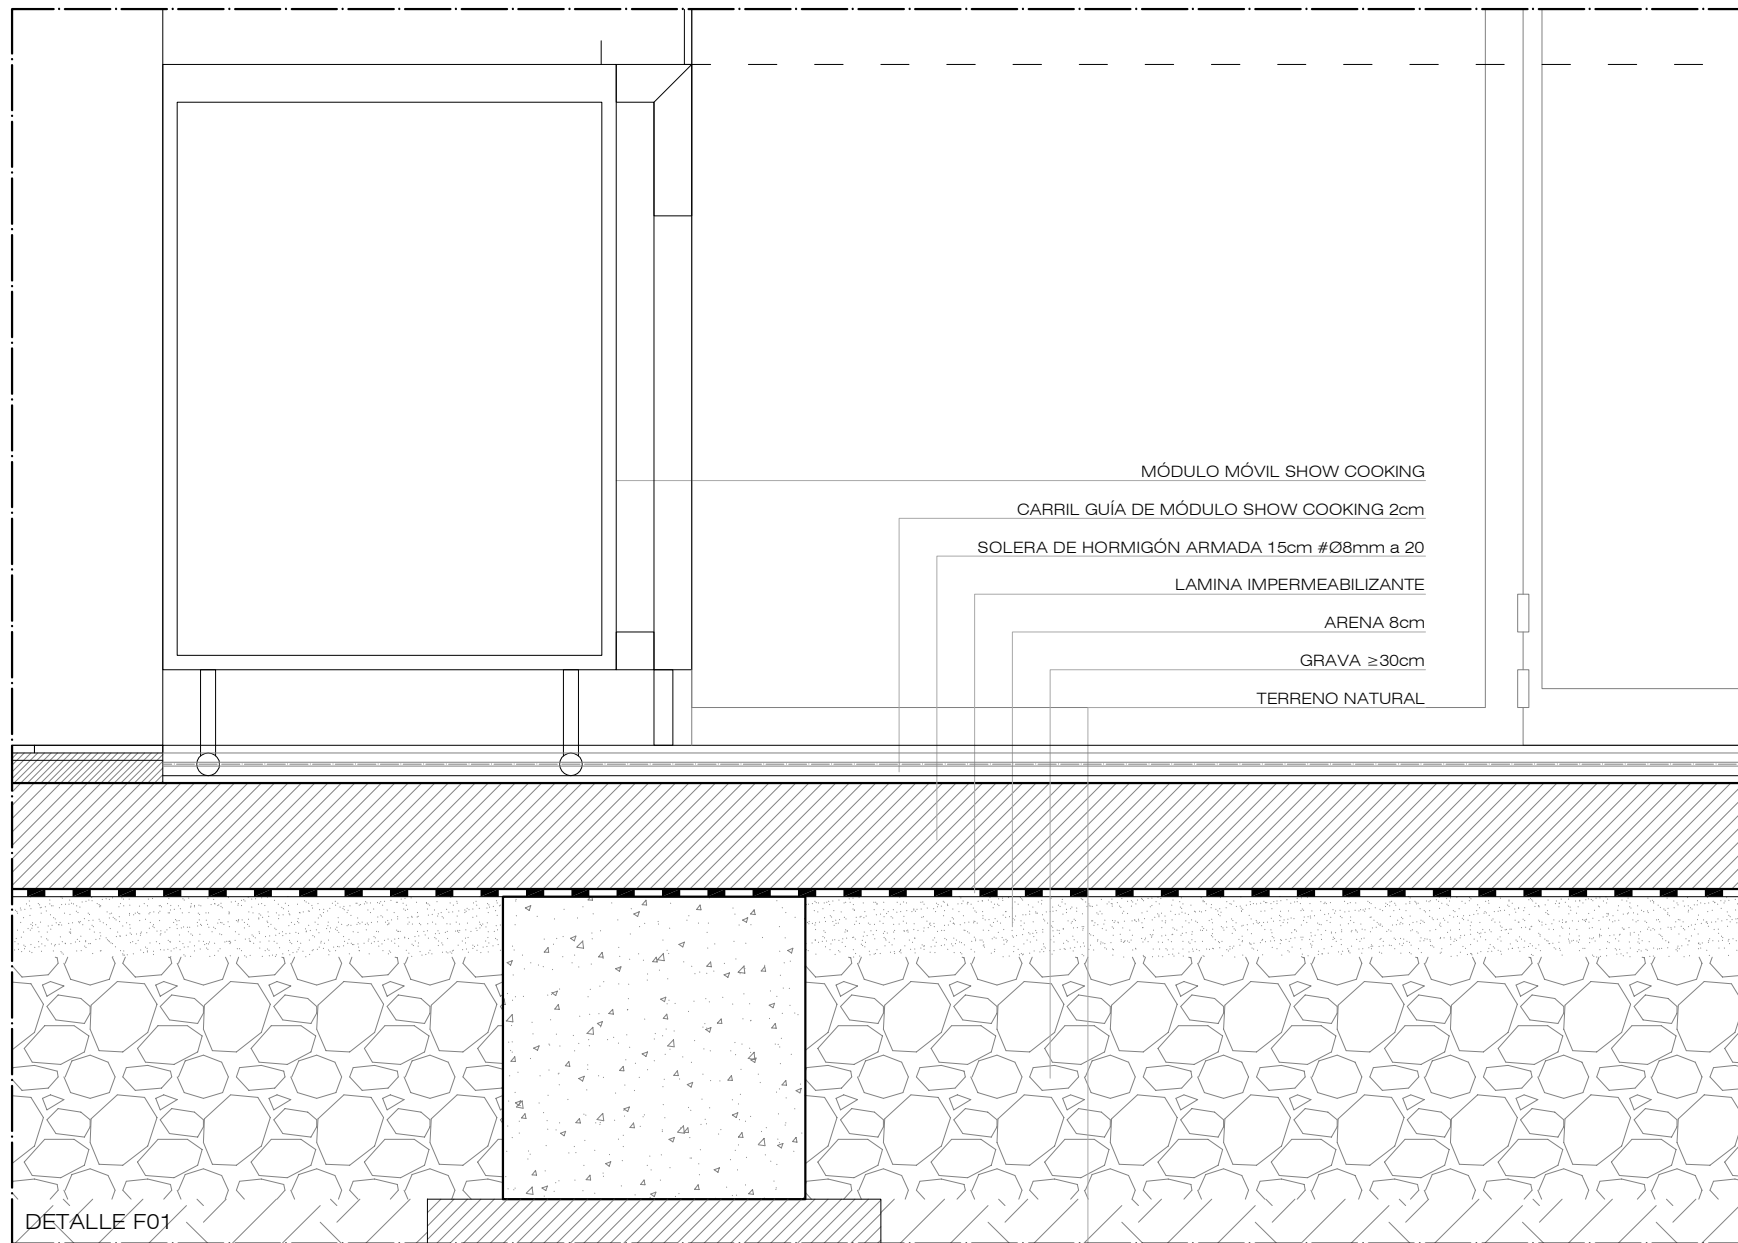 MÓDULO MÓVIL SHOW COOKING
CARRIL GUÍA DE MÓDULO SHOW COOKING 2cm
SOLERA DE HORMIGÓN ARMADA 15cm #Ø8mm a 20
LAMINA IMPERMEABILIZANTE
ARENA 8cm
GRAVA ≥30cm
TERRENO NATURAL
DETALLE F01